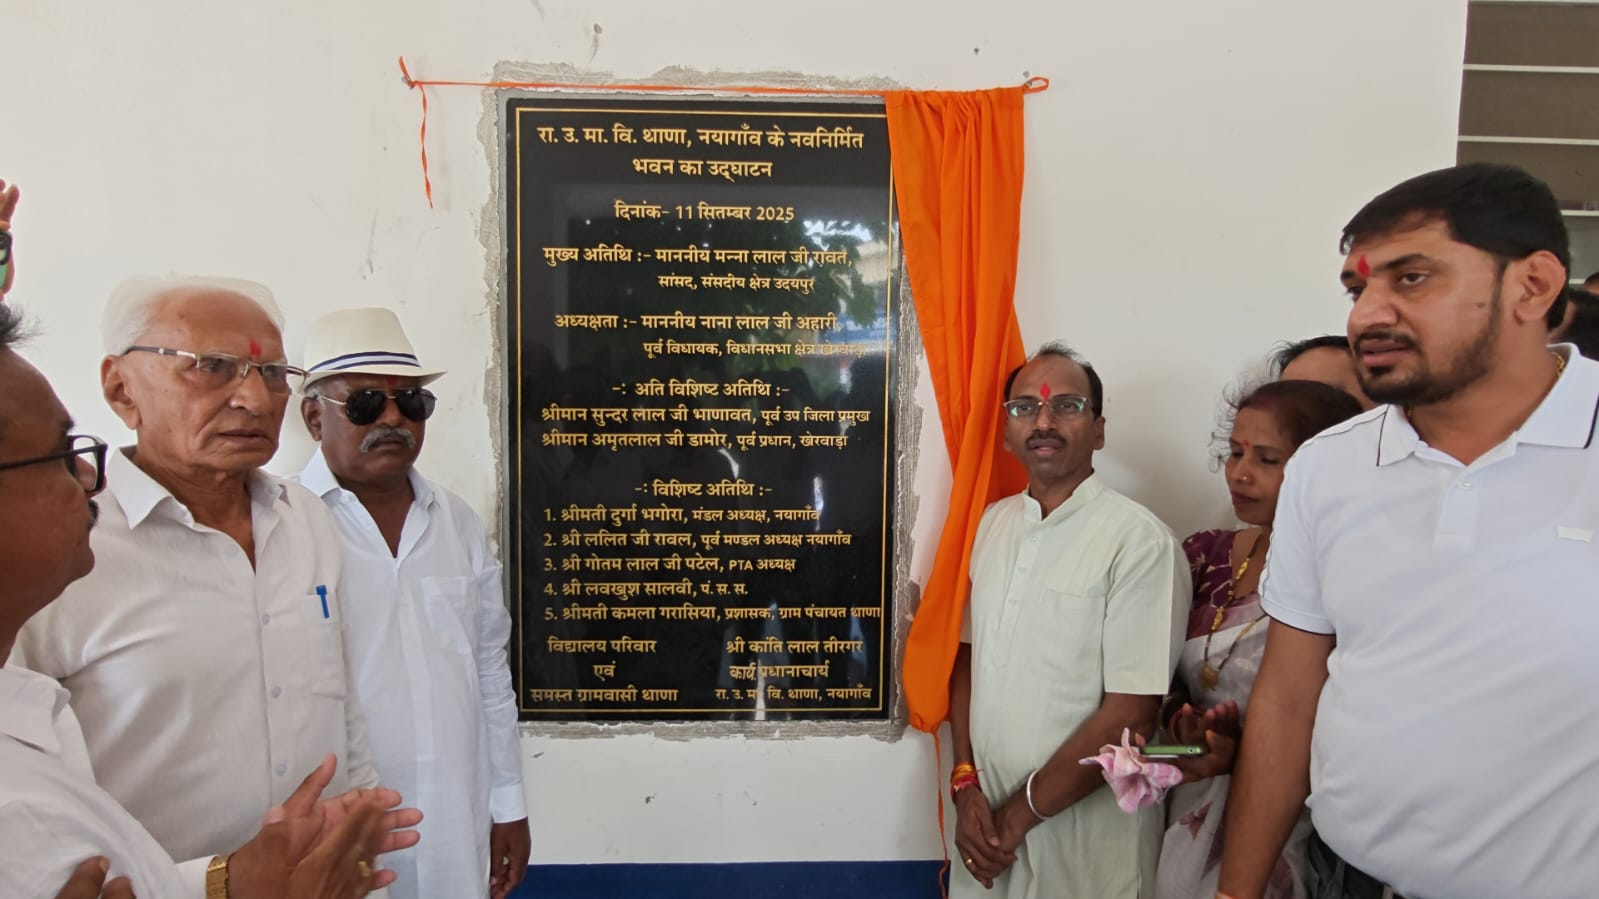 रा. उ. मा. वि. थाणा, नयागाँव के नवनिर्मित
भवन का उद्घाटन
दिनांक- 11 सितम्बर 2025
मुख्य अतिथि :- माननीय मन्ना लाल जी रावत,
सांसद, संसदीय क्षेत्र उदयपुर
अध्यक्षता :- माननीय नाना लाल जी अहारी,
पूर्व विधायक, विधानसभा क्षेत्र खेरवाड़ा
-: अति विशिष्ट अतिथि :-
श्रीमान सुन्दर लाल जी भाणावत, पूर्व उप जिला प्रमुख
श्रीमान अमृतलाल जी डामोर, पूर्व प्रधान, खेरवाड़ा
-: विशिष्ट अतिथि :-
1. श्रीमती दुर्गा भगोरा, मंडल अध्यक्ष, नयागाँव
2. श्री ललित जी रावल, पूर्व मण्डल अध्यक्ष नयागाँव
3. श्री गोतम लाल जी पटेल, PTA अध्यक्ष
4. श्री लवखुश सालवी, पं. स. स.
5. श्रीमती कमला गरासिया, प्रशासक, ग्राम पंचायत थाणा
विद्यालय परिवार
एवं
समस्त ग्रामवासी थाणा
श्री कांति लाल तीरगर
कार्य प्रधानाचार्य
रा. उ. मा. वि. थाणा, नयागाँव